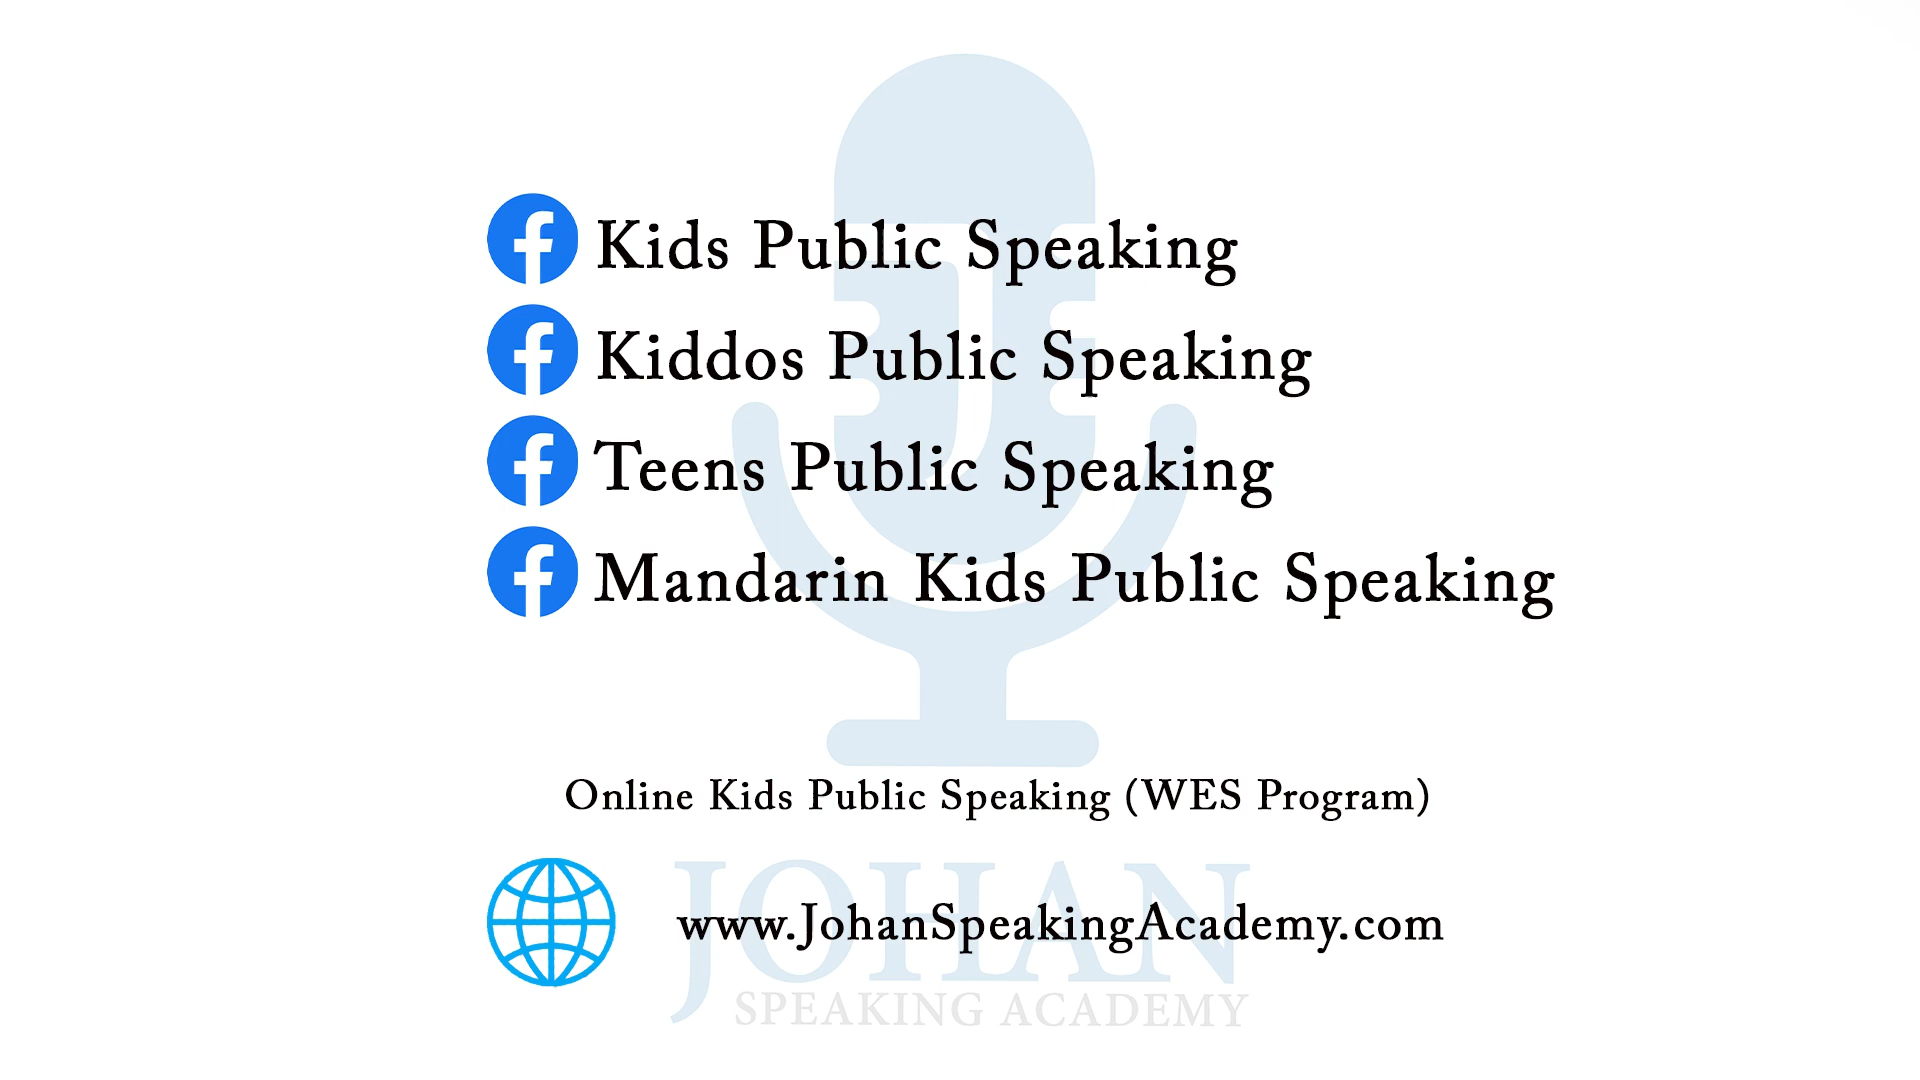 Kids Public Speaking
Kiddos Public Speaking
Teens Public Speaking
Mandarin Kids Public Speaking
Online Kids Public Speaking (WES Program)
www.JohanSpeakingAcademy.com
JOHAN
SPEAKING ACADEMY